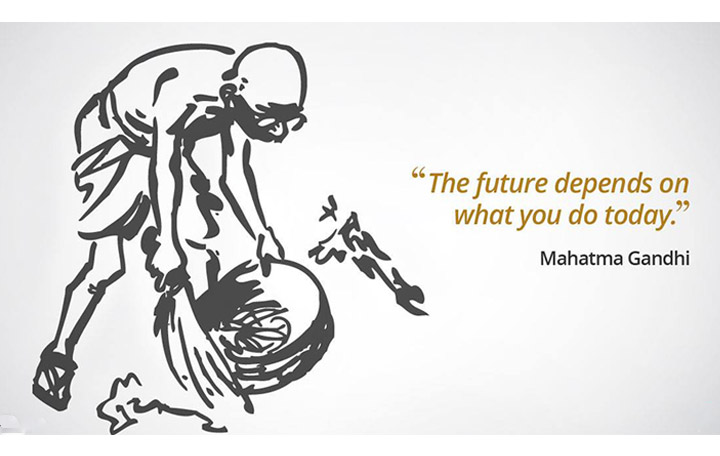 “The future depends on
what you do today.”
Mahatma Gandhi